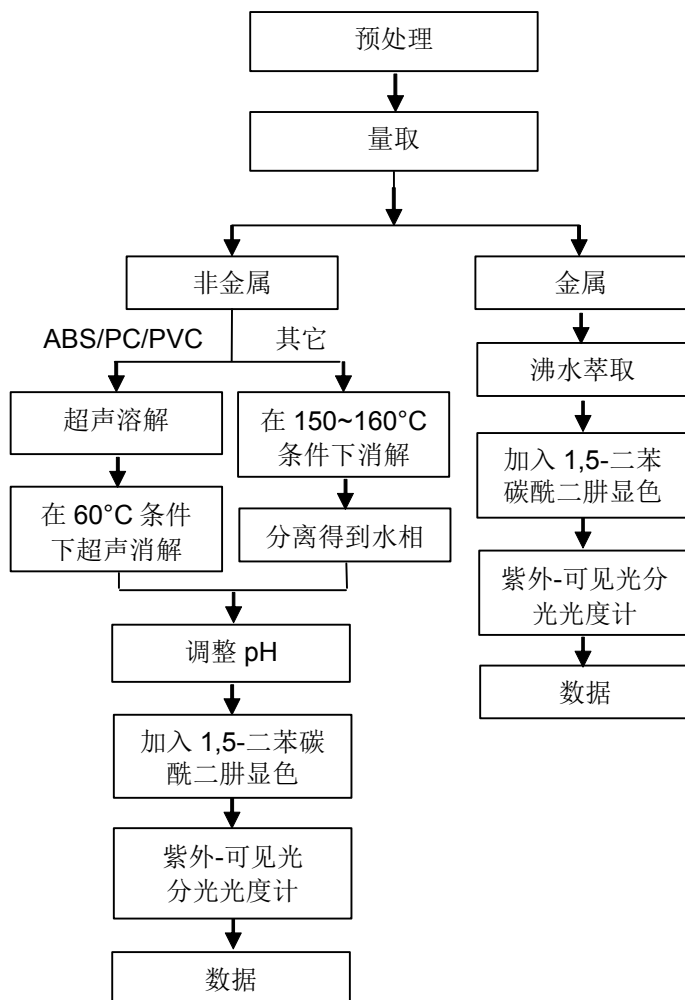 预处理
量取
非金属
金属
ABS/PC/PVC
其它
超声溶解
在 60°C 条件
下超声消解
在 150~160°C
条件下消解
分离得到水相
调整 pH
加入 1,5-二苯碳
酰二肼显色
紫外-可见光
分光光度计
数据
沸水萃取
加入 1,5-二苯
碳酰二肼显色
紫外-可见光分
光光度计
数据